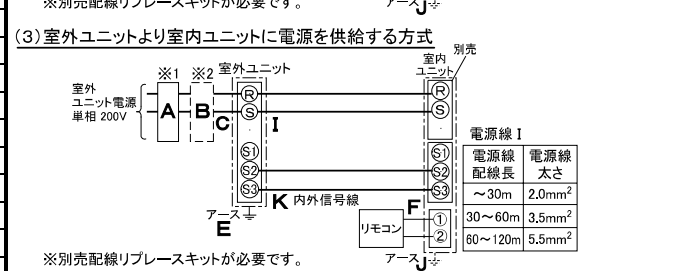 ※別売配線リプレースキットが必要です。
アース J
(3)室外ユニットより室内ユニットに電源を供給する方式
※1 ※2 室外ユニット
室内
ユニット
別売
室外
ユニット電源
単相 200V
A
B
C
R
S
I
R
S
S1
S2
S3
S1
S2
S3
K 内外信号線
アース
E
F
リモコン
①
②
アース J
電源線 I
電源線
配線長
電源線
太さ
～30m 2.0mm²
30～60m 3.5mm²
60～120m 5.5mm²
※別売配線リプレースキットが必要です。